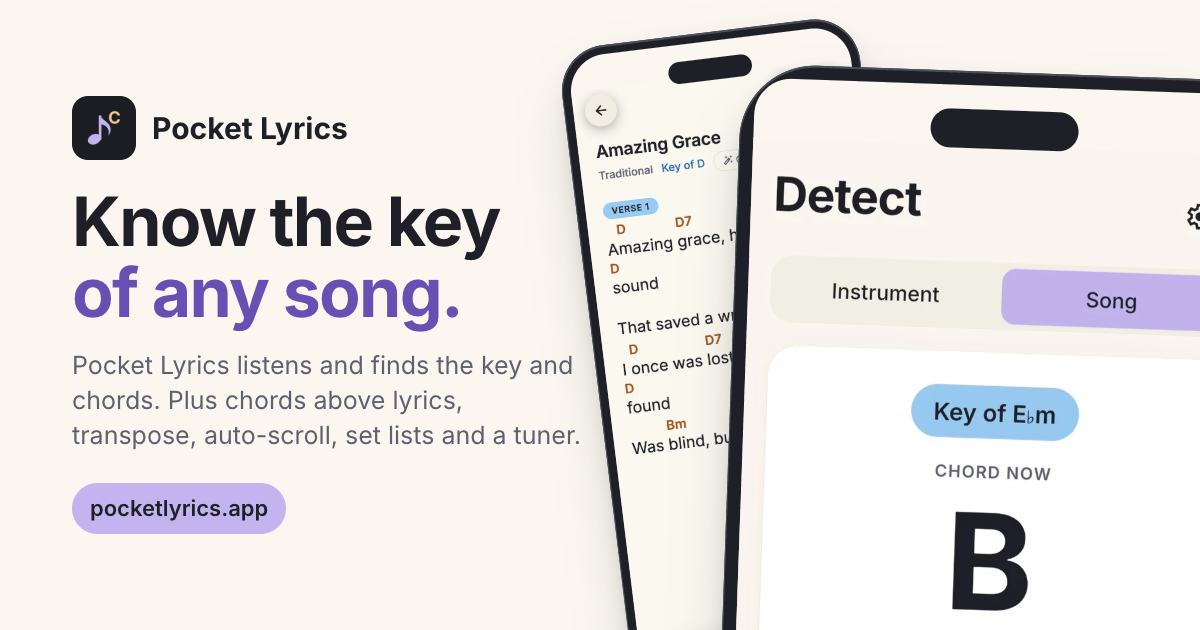 C
Pocket Lyrics
Know the key
of any song.
Pocket Lyrics listens and finds the key and
chords. Plus chords above lyrics,
transpose, auto-scroll, set lists and a tuner.
pocketlyrics.app
Amazing Grace
Traditional Key of D
VERSE 1
D D7
Amazing grace, h
D
sound
That saved a w
D D7
I once was lost
D
found
Bm
Was blind, bu
Detect
Instrument Song
Key of E♭m
CHORD NOW
B